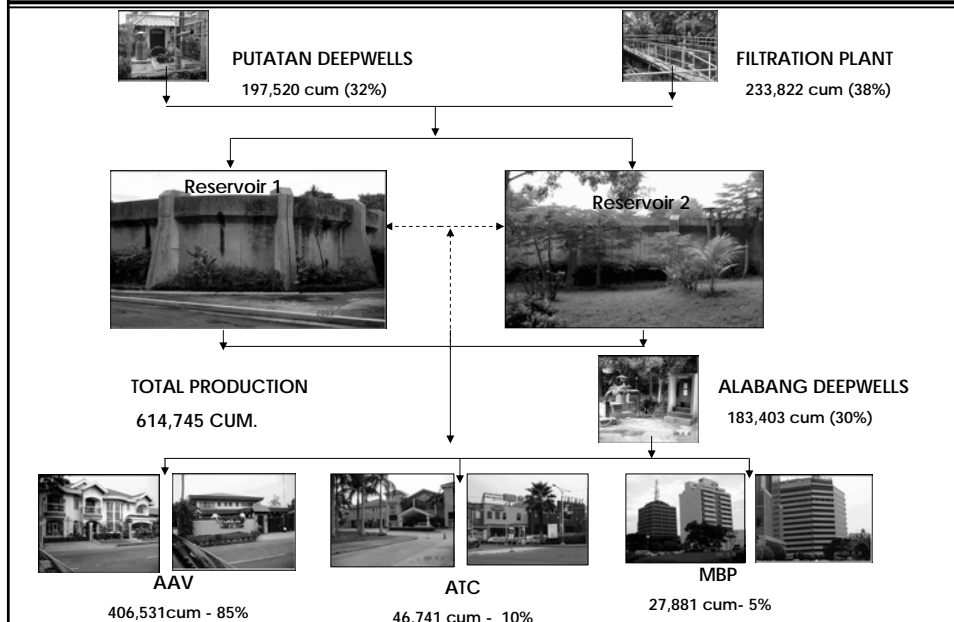 PUTATAN DEEPWELLS
197,520 cum (32%)
FILTRATION PLANT
233,822 cum (38%)
Reservoir 1
Reservoir 2
TOTAL PRODUCTION
614,745 CUM.
ALABANG DEEPWELLS
183,403 cum (30%)
AAV
406,531cum - 85%
ATC
46,741 cum - 10%
MBP
27,881 cum- 5%